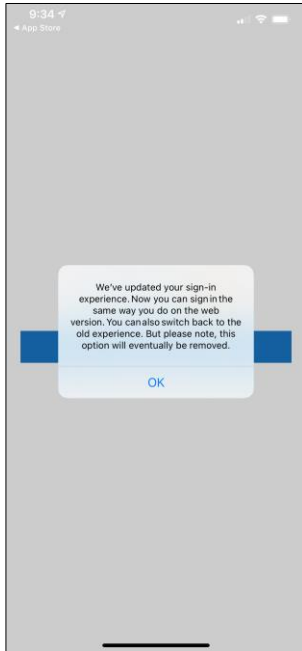 9:34
◀ App Store
We've updated your sign-in
experience. Now you can sign in the
same way you do on the web
version. You can also switch back to the
old experience. But please note, this
option will eventually be removed.
OK